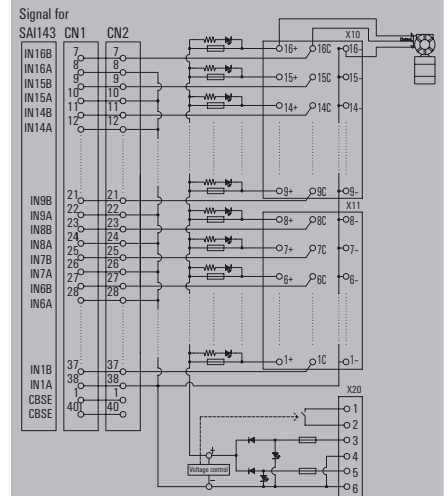 Signal for
SAI143 CN1 CN2
X10
IN16B 7 7 16+ 16C 16-
IN16A 8 8
IN15B 9 9 15+ 15C 15-
IN15A 10 10
IN14B 11 11 14+ 14C
IN14A 12 12
IN9B 21 21 9+ 9C 9-
X11
IN9A 22 22
IN8B 23 23 8+ 8C 8-
IN8A 24 24
IN7B 25 25 7+ 7C 7-
IN7A 26 26
IN6B 27 27 6+ 6C 6-
IN6A 28 28
1+ 1C 1-
IN1B 37 37
IN1A 38 38
X20
CBSE 1 1
CBSE 40 40
1
2
+ 3
4
Voltage control 5
- 6